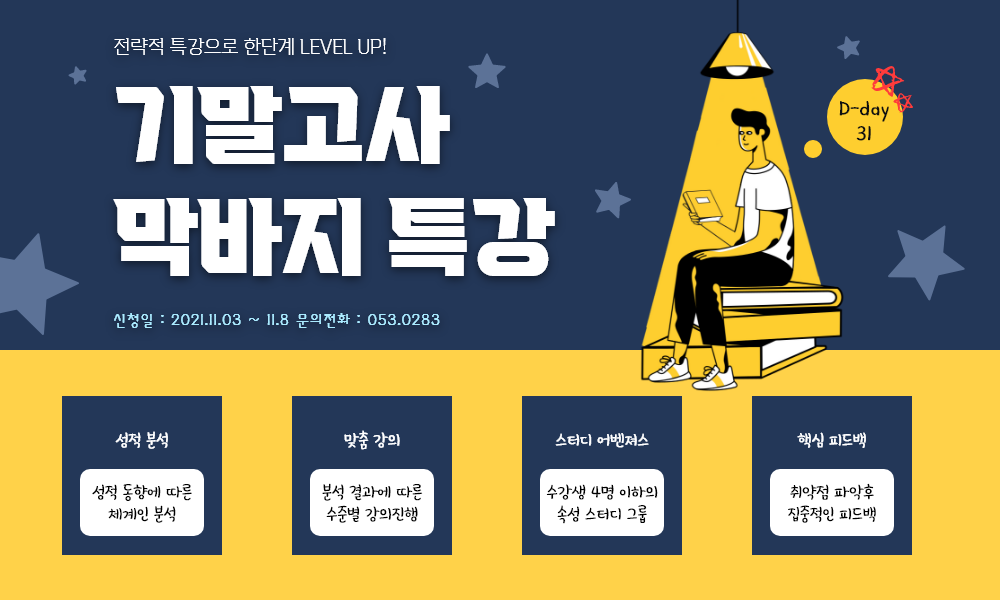 전략적 특강으로 한단계 LEVEL UP!
기말고사
막바지 특강
신청일 : 2021.11.03 ~ 11.8 문의전화 : 053.0283
D-day
31
성적 분석
성적 동향에 따른
체계인 분석
맞춤 강의
분석 결과에 따른
수준별 강의진행
스터디 어벤져스
수강생 4명 이하의
속성 스터디 그룹
핵심 피드백
취약점 파악후
집중적인 피드백